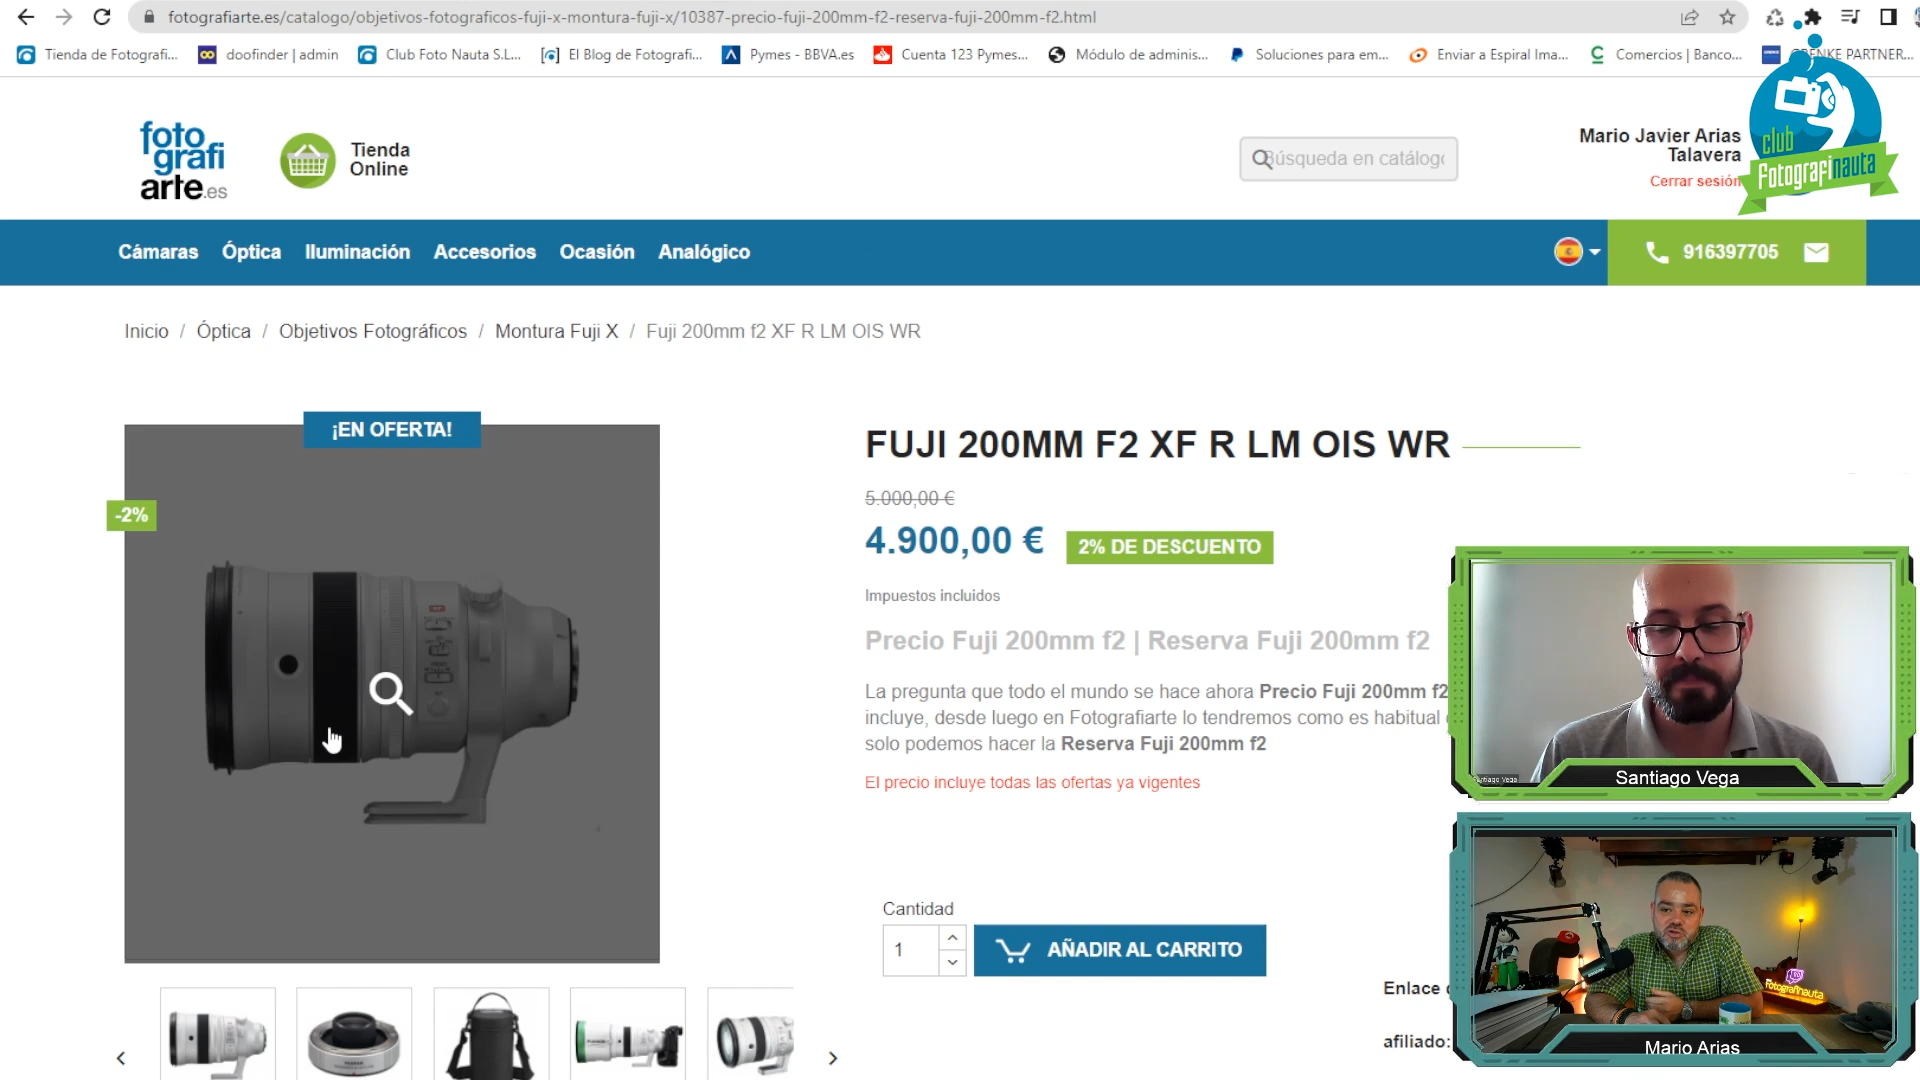 fotografiarte.es/catalogo/objetivos-fotograficos-fuji-x-montura-fuji-x/10387-precio-fuji-200mm-f2-reserva-fuji-200mm-f2.html
Tienda de Fotografi...
doofinder | admin
Club Foto Nauta S.L...
El Blog de Fotografi...
Pymes - BBVA.es
Cuenta 123 Pymes...
Módulo de adminis...
Soluciones para em...
Enviar a Espiral Ima...
Comercios | Banco...
GRENKE PARTNER...
foto
grafi
arte.es
Tienda
Online
Búsqueda en catálogo
Mario Javier Arias
Talavera
Cerrar sesión
club
Fotografinauta
Cámaras
Óptica
Iluminación
Accesorios
Ocasión
Analógico
916397705
Inicio / Óptica / Objetivos Fotográficos / Montura Fuji X / Fuji 200mm f2 XF R LM OIS WR
¡EN OFERTA!
-2%
FUJI 200MM F2 XF R LM OIS WR
5.000,00 €
4.900,00 €
2% DE DESCUENTO
Impuestos incluidos
Precio Fuji 200mm f2 | Reserva Fuji 200mm f2
La pregunta que todo el mundo se hace ahora Precio Fuji 200mm f2
incluye, desde luego en Fotografiarte lo tendremos como es habitual
solo podemos hacer la Reserva Fuji 200mm f2
El precio incluye todas las ofertas ya vigentes
Cantidad
1
AÑADIR AL CARRITO
Enlace
afiliado:
Santiago Vega
Santiago Vega
fotografinauta
Mario Arias